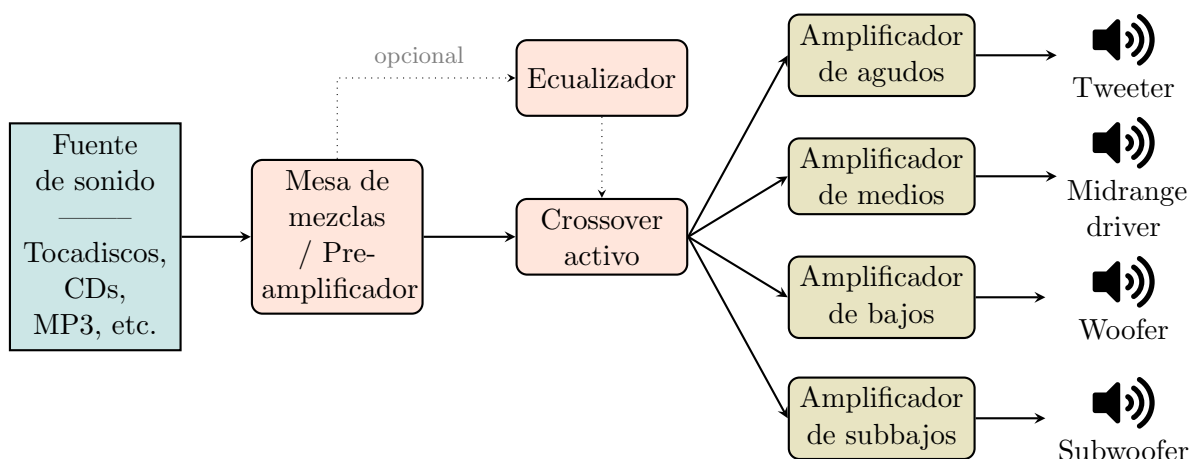 Fuente
de sonido
Tocadiscos,
CDs,
MP3, etc.
Mesa de
mezclas
/ Pre-
amplificador
opcional
Ecualizador
Crossover
activo
Amplificador
de agudos
Tweeter
Amplificador
de medios
Midrange
driver
Amplificador
de bajos
Woofer
Amplificador
de subbajos
Subwoofer